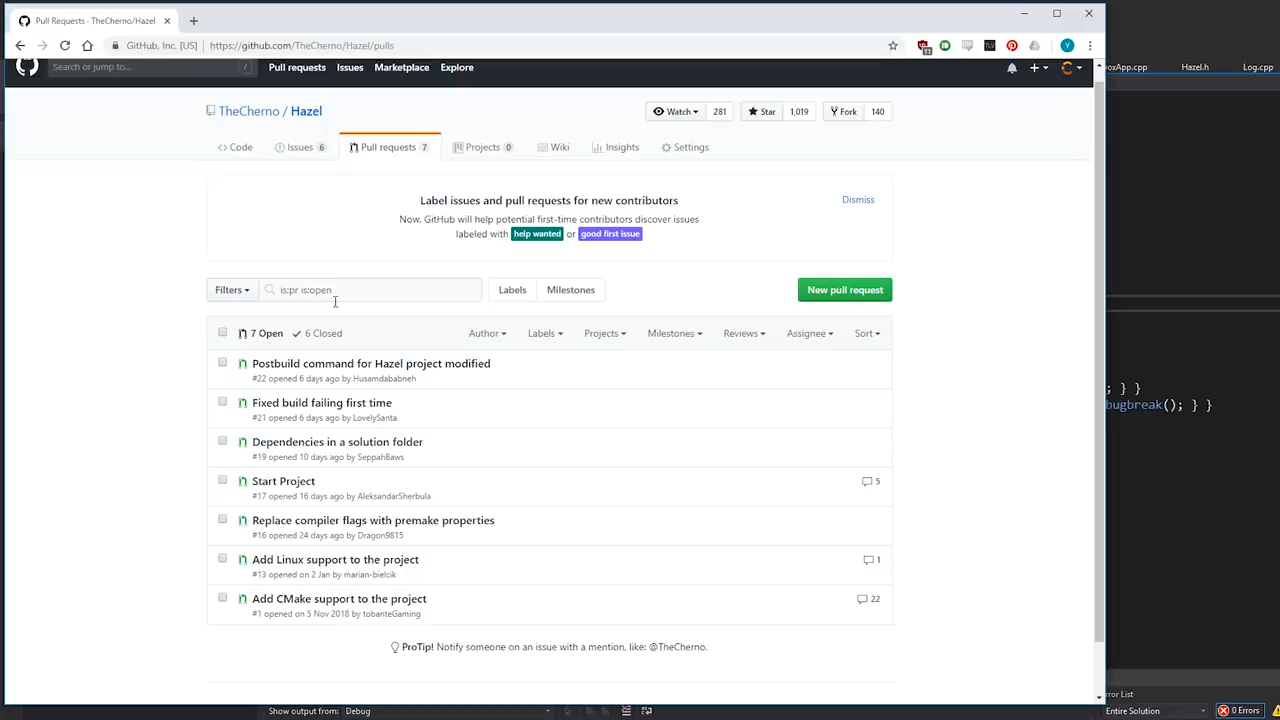 Pull Requests · TheCherno/Hazel
GitHub, Inc. [US] https://github.com/TheCherno/Hazel/pulls
11
Y
Search or jump to...
/
Pull requests Issues Marketplace Explore
oxApp.cpp Hazel.h Log.cpp
TheCherno / Hazel
Watch 281 Star 1,019 Fork 140
Code Issues 6 Pull requests 7 Projects 0 Wiki Insights Settings
Label issues and pull requests for new contributors
Dismiss
Now, GitHub will help potential first-time contributors discover issues
labeled with help wanted or good first issue
Filters is:pr is:open Labels Milestones New pull request
7 Open 6 Closed Author Labels Projects Milestones Reviews Assignee Sort
Postbuild command for Hazel project modified
#22 opened 6 days ago by Husamdababneh
; } }
Fixed build failing first time
bugbreak(); } }
#21 opened 6 days ago by LovelySanta
Dependencies in a solution folder
#19 opened 10 days ago by SeppahBaws
Start Project 5
#17 opened 16 days ago by AleksandarSherbula
Replace compiler flags with premake properties
#16 opened 24 days ago by Dragon9815
Add Linux support to the project 1
#13 opened on 2 Jan by marian-bielcik
Add CMake support to the project 22
#1 opened on 5 Nov 2018 by tobanteGaming
ProTip! Notify someone on an issue with a mention, like: @TheCherno.
rror List
Show output from: Debug
Entire Solution 0 Errors